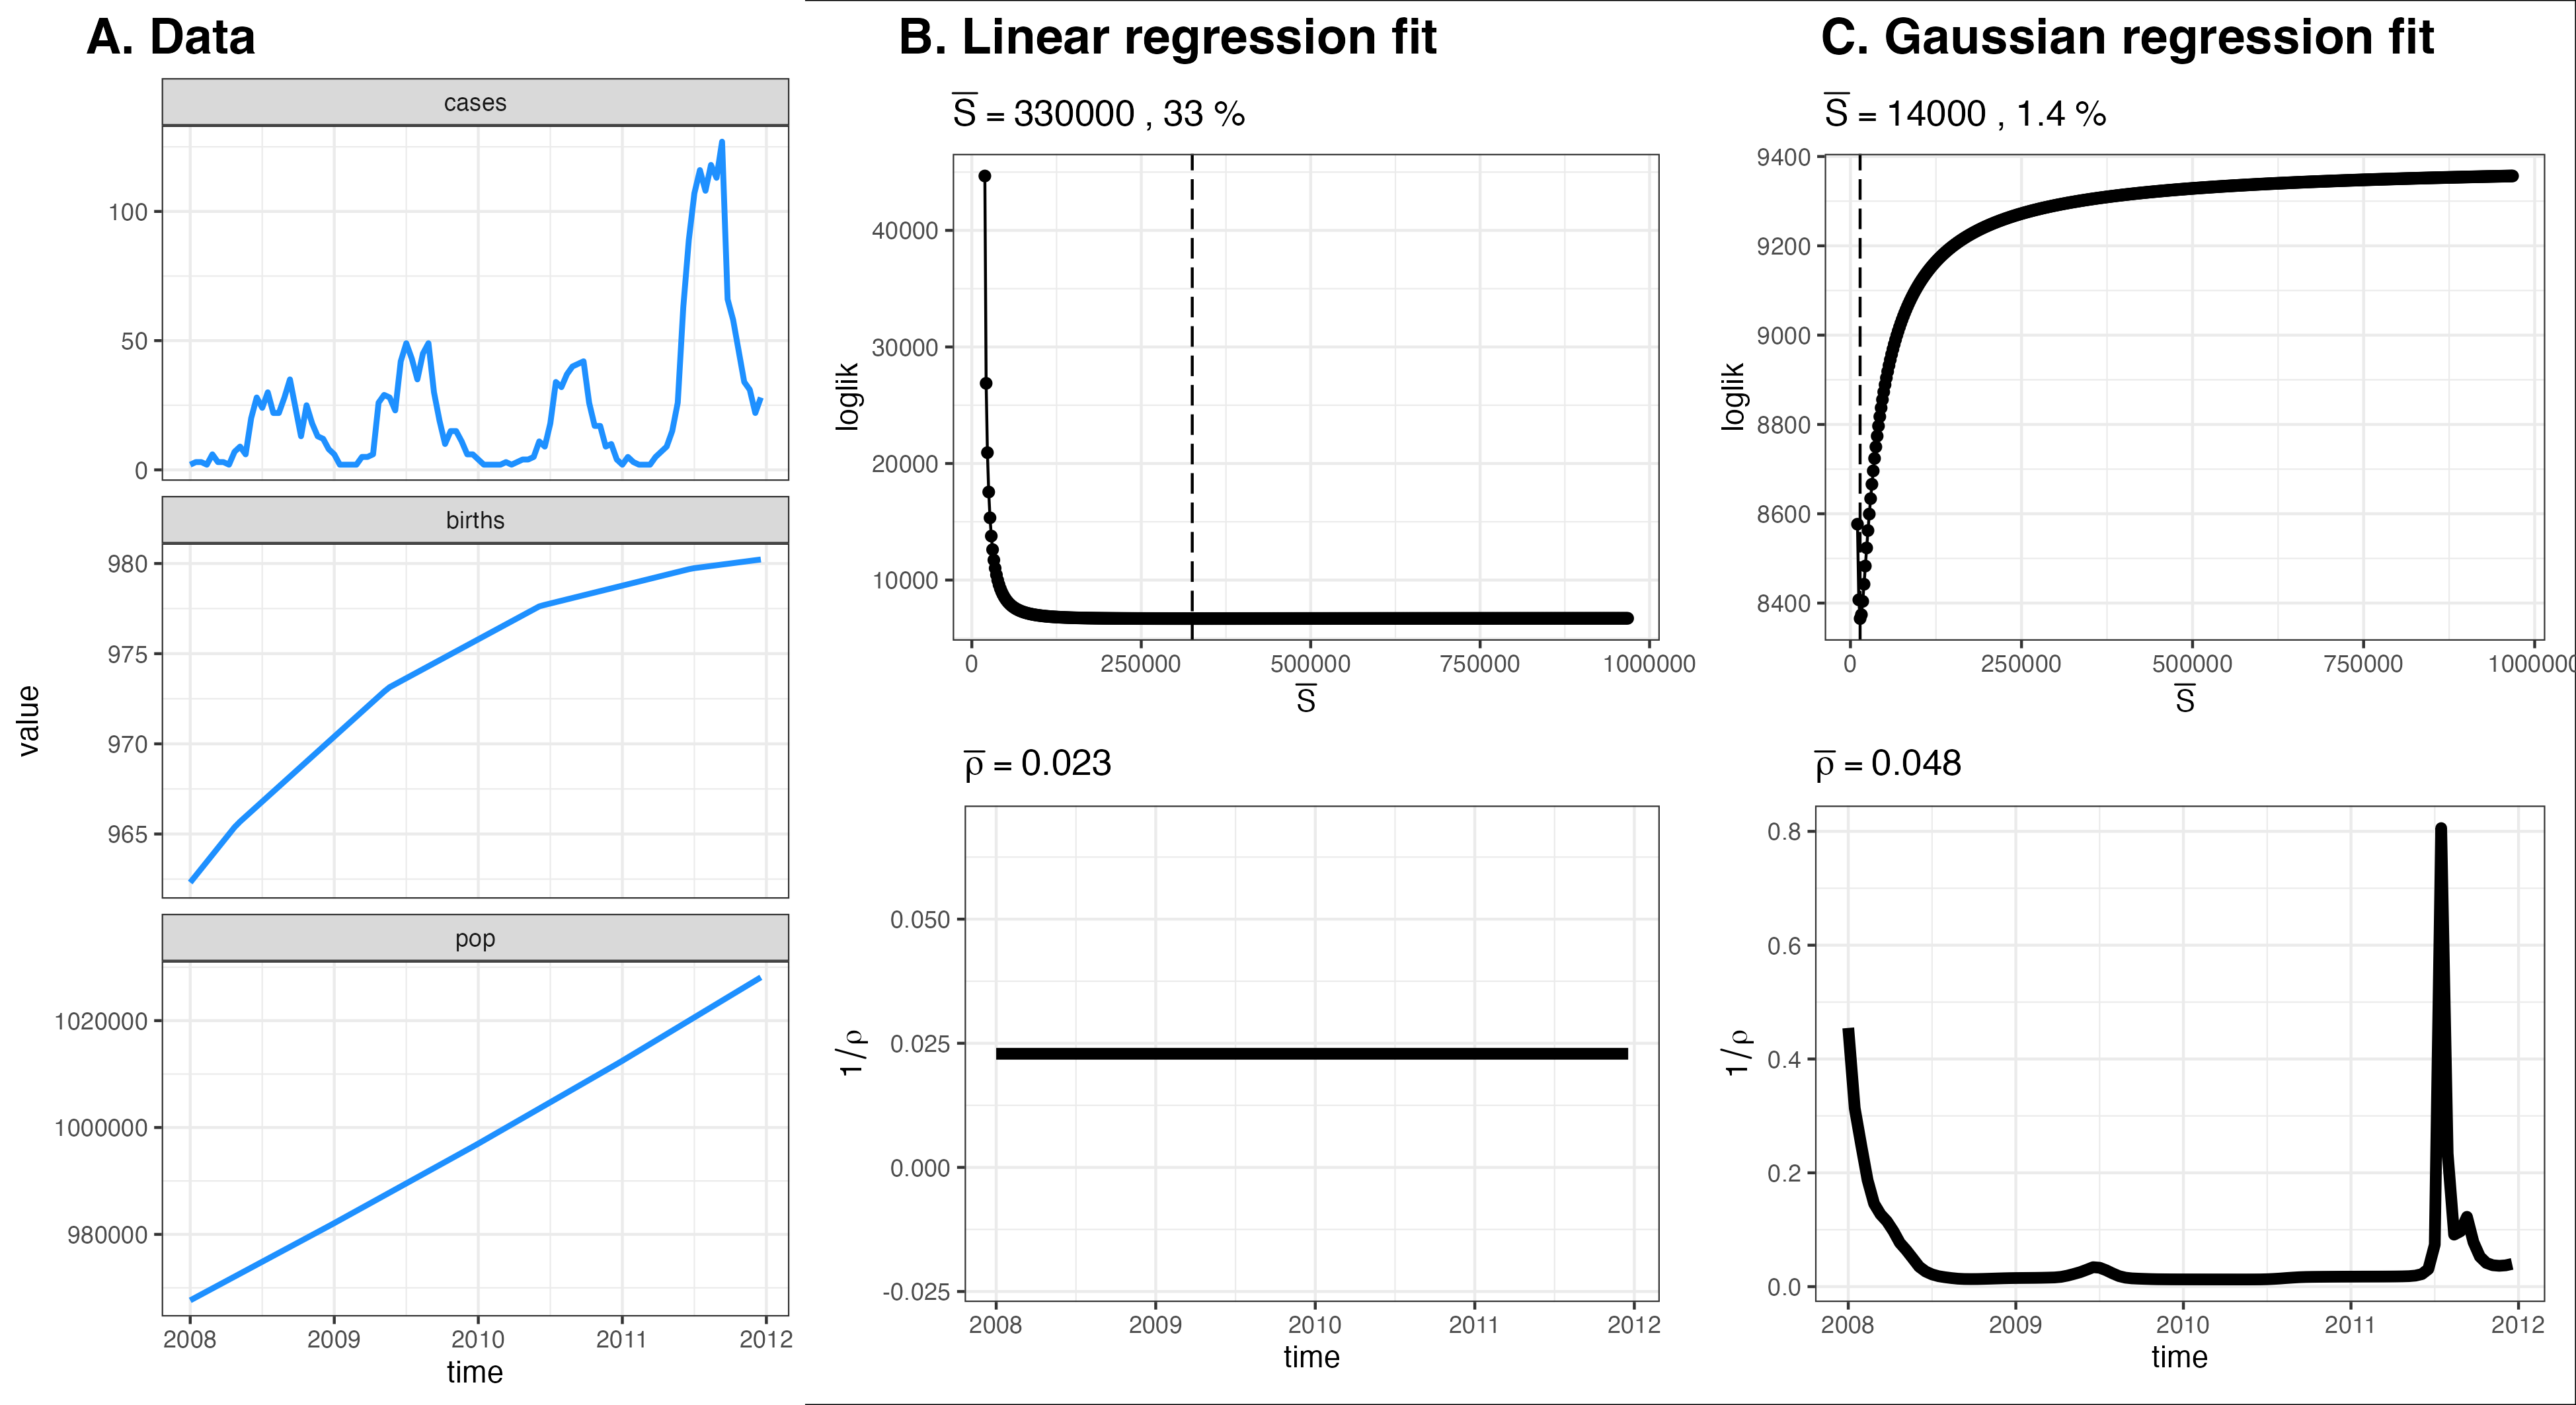 A. Data
cases
100
50
0
births
980
975
970
965
value
pop
1020000
1000000
980000
2008 2009 2010 2011 2012
time
B. Linear regression fit
S̅ = 330000 , 33 %
loglik
40000
30000
20000
10000
0 250000 500000 750000 1000000
S̅
ρ̅ = 0.023
1/ρ
0.050
0.025
0.000
-0.025
2008 2009 2010 2011 2012
time
C. Gaussian regression fit
S̅ = 14000 , 1.4 %
loglik
9400
9200
9000
8800
8600
8400
0 250000 500000 750000 1000000
S̅
ρ̅ = 0.048
1/ρ
0.8
0.6
0.4
0.2
0.0
2008 2009 2010 2011 2012
time